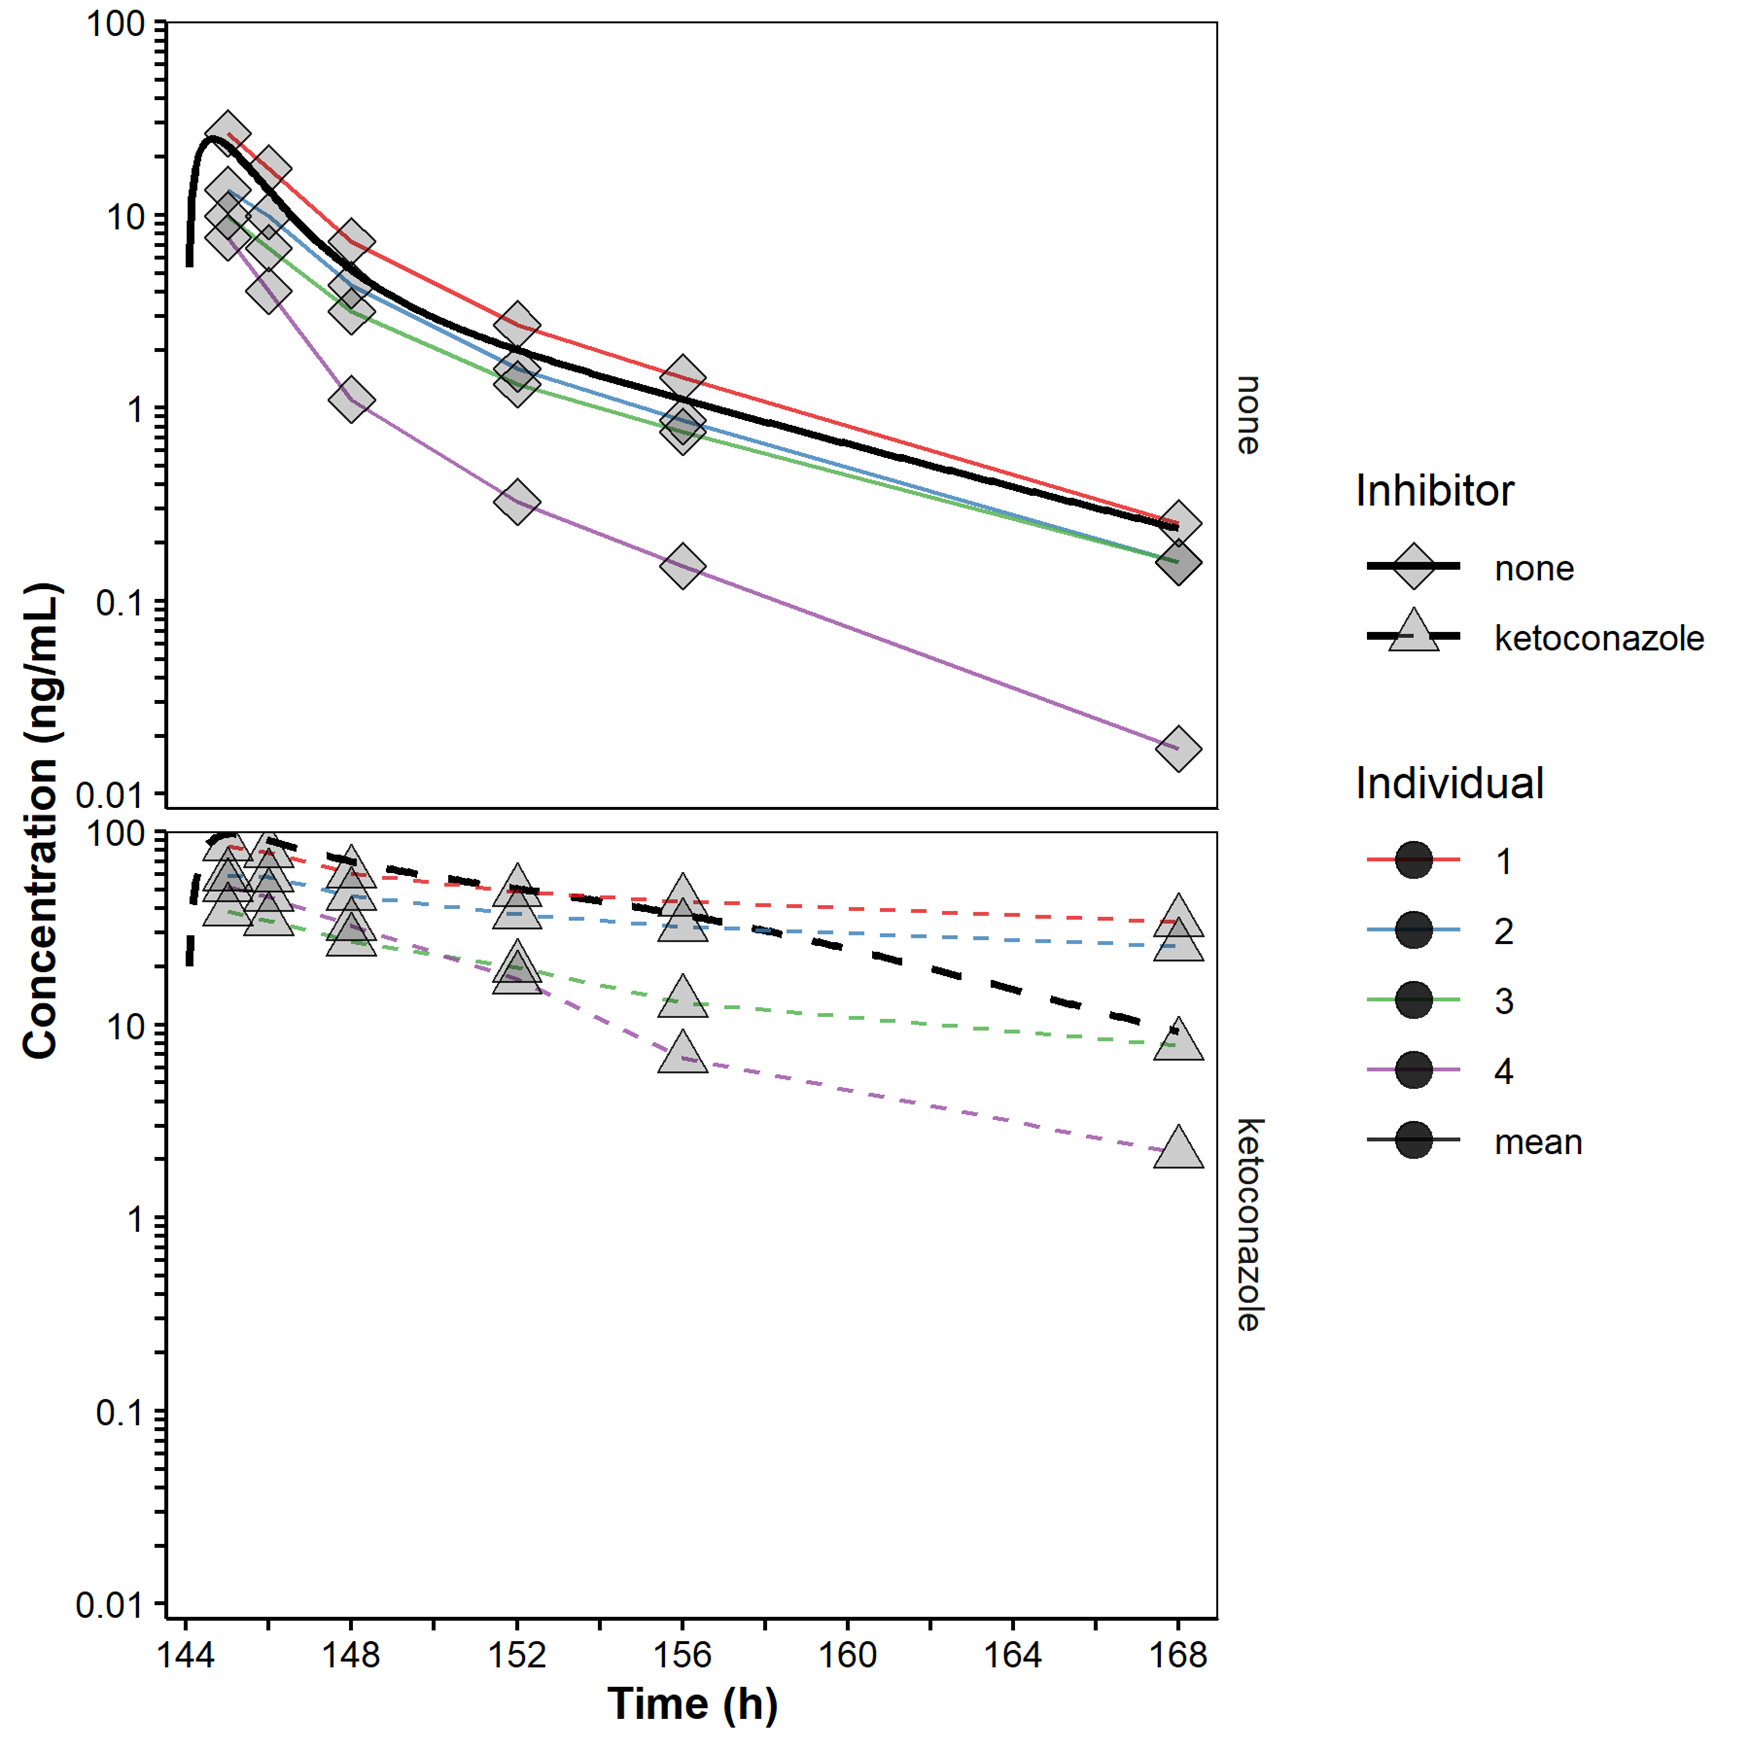 100
10
1
0.1
0.01
none
100
10
1
0.1
0.01
ketoconazole
144 148 152 156 160 164 168
Time (h)
Concentration (ng/mL)
Inhibitor
none
ketoconazole
Individual
1
2
3
4
mean